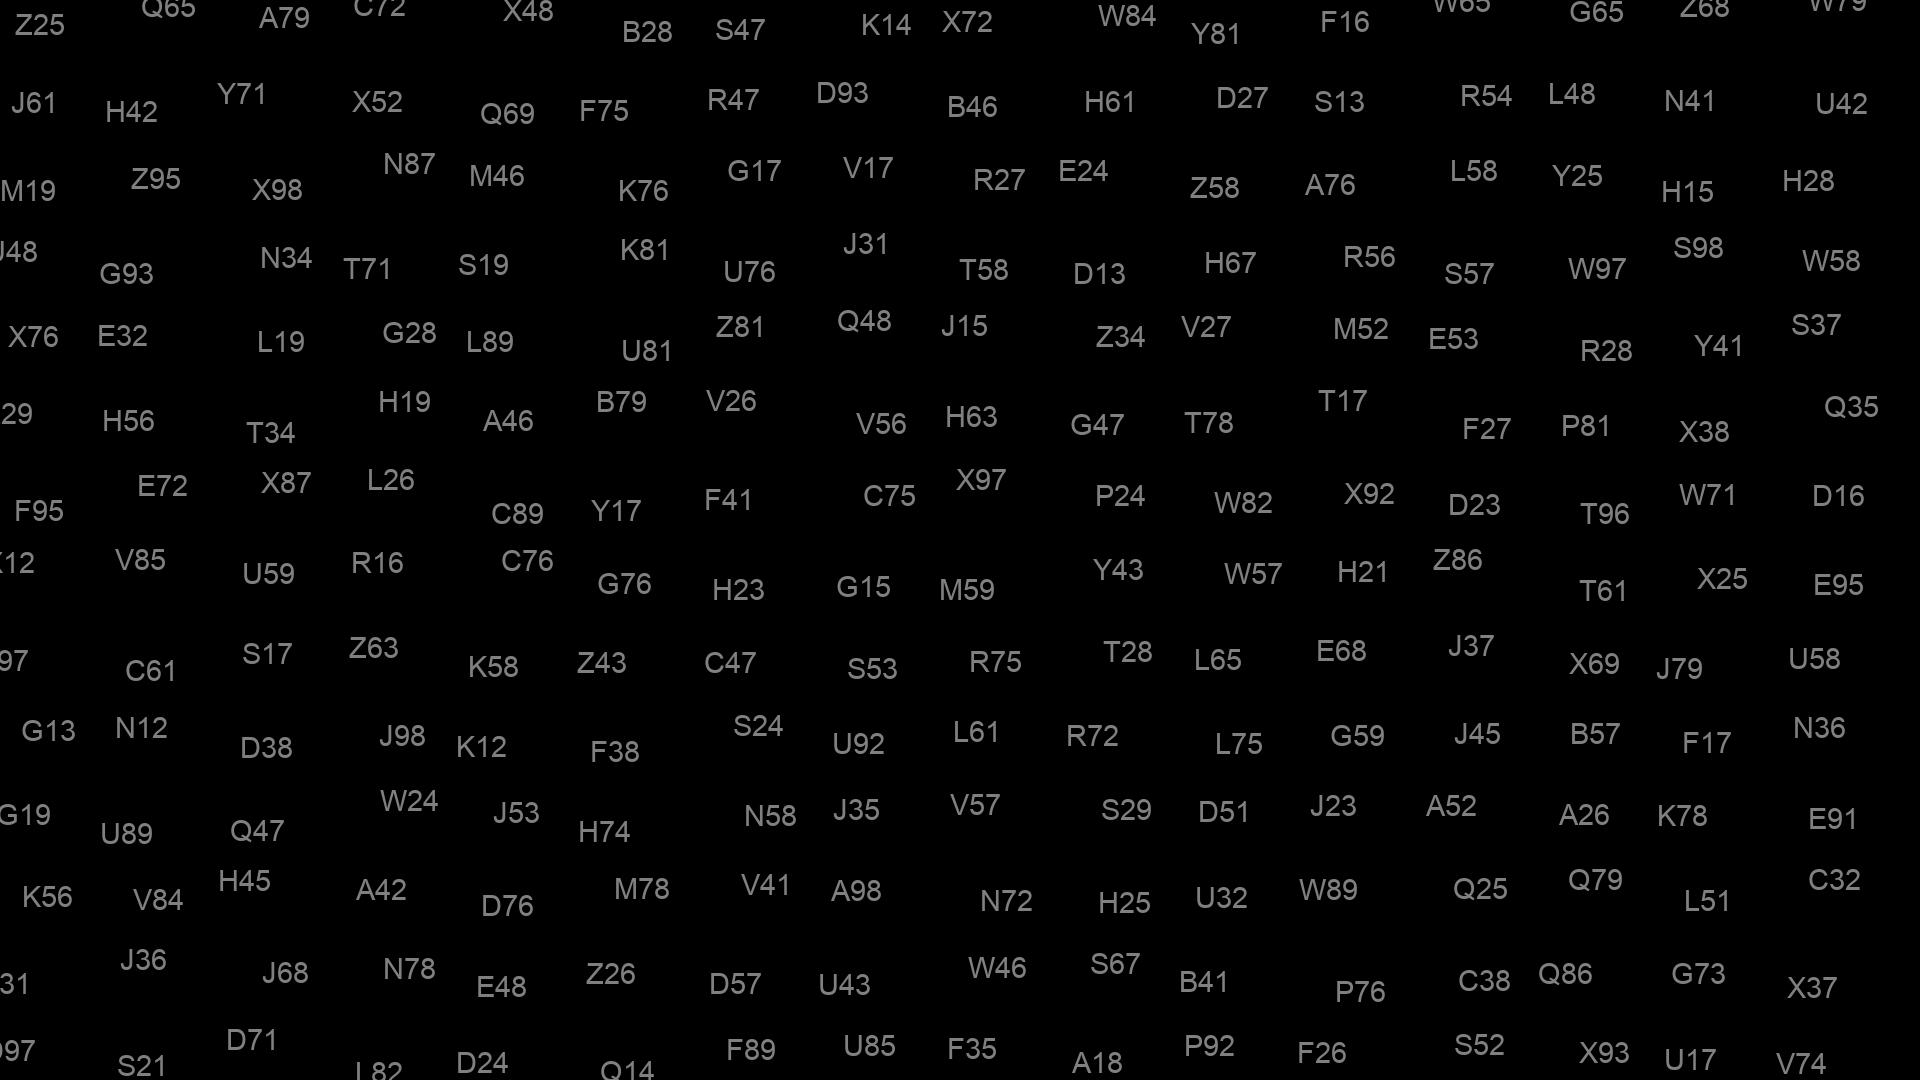 Z25 Q65 A79 C72 X48 B28 S47 K14 X72 W84 Y81 F16 W65 G65 Z68 W79
J61 H42 Y71 X52 Q69 F75 R47 D93 B46 H61 D27 S13 R54 L48 N41 U42
M19 Z95 X98 N87 M46 K76 G17 V17 R27 E24 Z58 A76 L58 Y25 H15 H28
J48 G93 N34 T71 S19 K81 U76 J31 T58 D13 H67 R56 S57 W97 S98 W58
X76 E32 L19 G28 L89 U81 Z81 Q48 J15 Z34 V27 M52 E53 R28 Y41 S37
29 H56 T34 H19 A46 B79 V26 V56 H63 G47 T78 T17 F27 P81 X38 Q35
F95 E72 X87 L26 C89 Y17 F41 C75 X97 P24 W82 X92 D23 T96 W71 D16
12 V85 U59 R16 C76 G76 H23 G15 M59 Y43 W57 H21 Z86 T61 X25 E95
97 C61 S17 Z63 K58 Z43 C47 S53 R75 T28 L65 E68 J37 X69 J79 U58
G13 N12 D38 J98 K12 F38 S24 U92 L61 R72 L75 G59 J45 B57 F17 N36
G19 U89 Q47 W24 J53 H74 N58 J35 V57 S29 D51 J23 A52 A26 K78 E91
K56 V84 H45 A42 D76 M78 V41 A98 N72 H25 U32 W89 Q25 Q79 L51 C32
31 J36 J68 N78 E48 Z26 D57 U43 W46 S67 B41 P76 C38 Q86 G73 X37
97 S21 D71 L82 D24 Q14 F89 U85 F35 A18 P92 F26 S52 X93 U17 V74